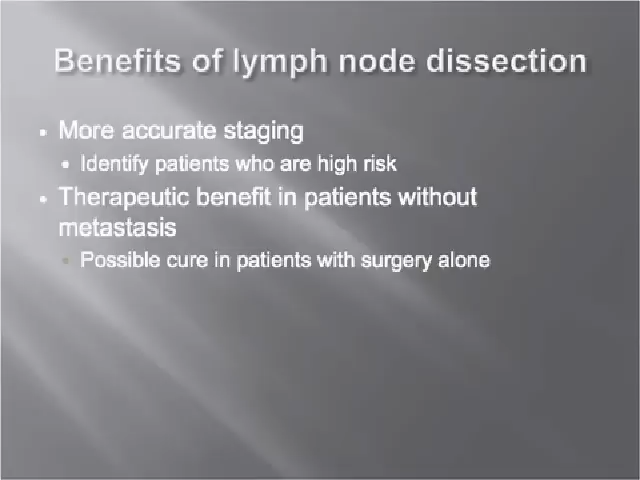 Benefits of lymph node dissection
• More accurate staging
• Identify patients who are high risk
• Therapeutic benefit in patients without
metastasis
• Possible cure in patients with surgery alone